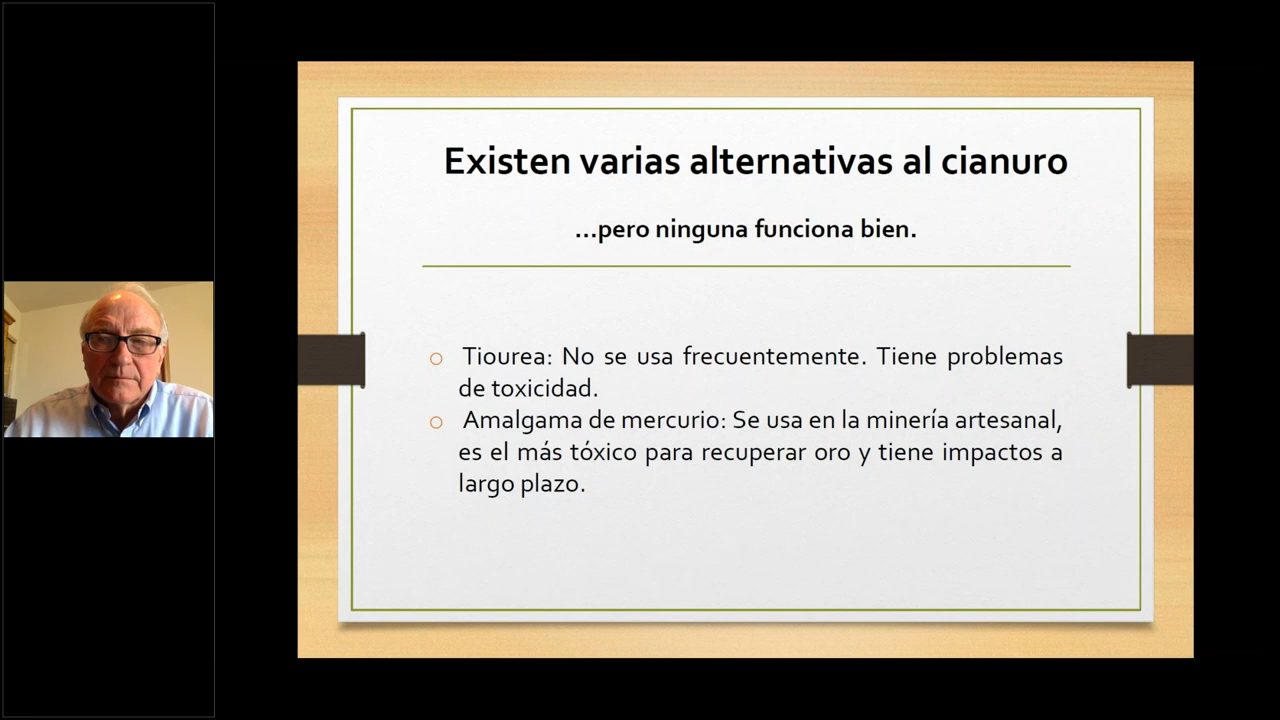 Existen varias alternativas al cianuro
...pero ninguna funciona bien.
Tiourea: No se usa frecuentemente. Tiene problemas
de toxicidad.
Amalgama de mercurio: Se usa en la minería artesanal,
es el más tóxico para recuperar oro y tiene impactos a
largo plazo.